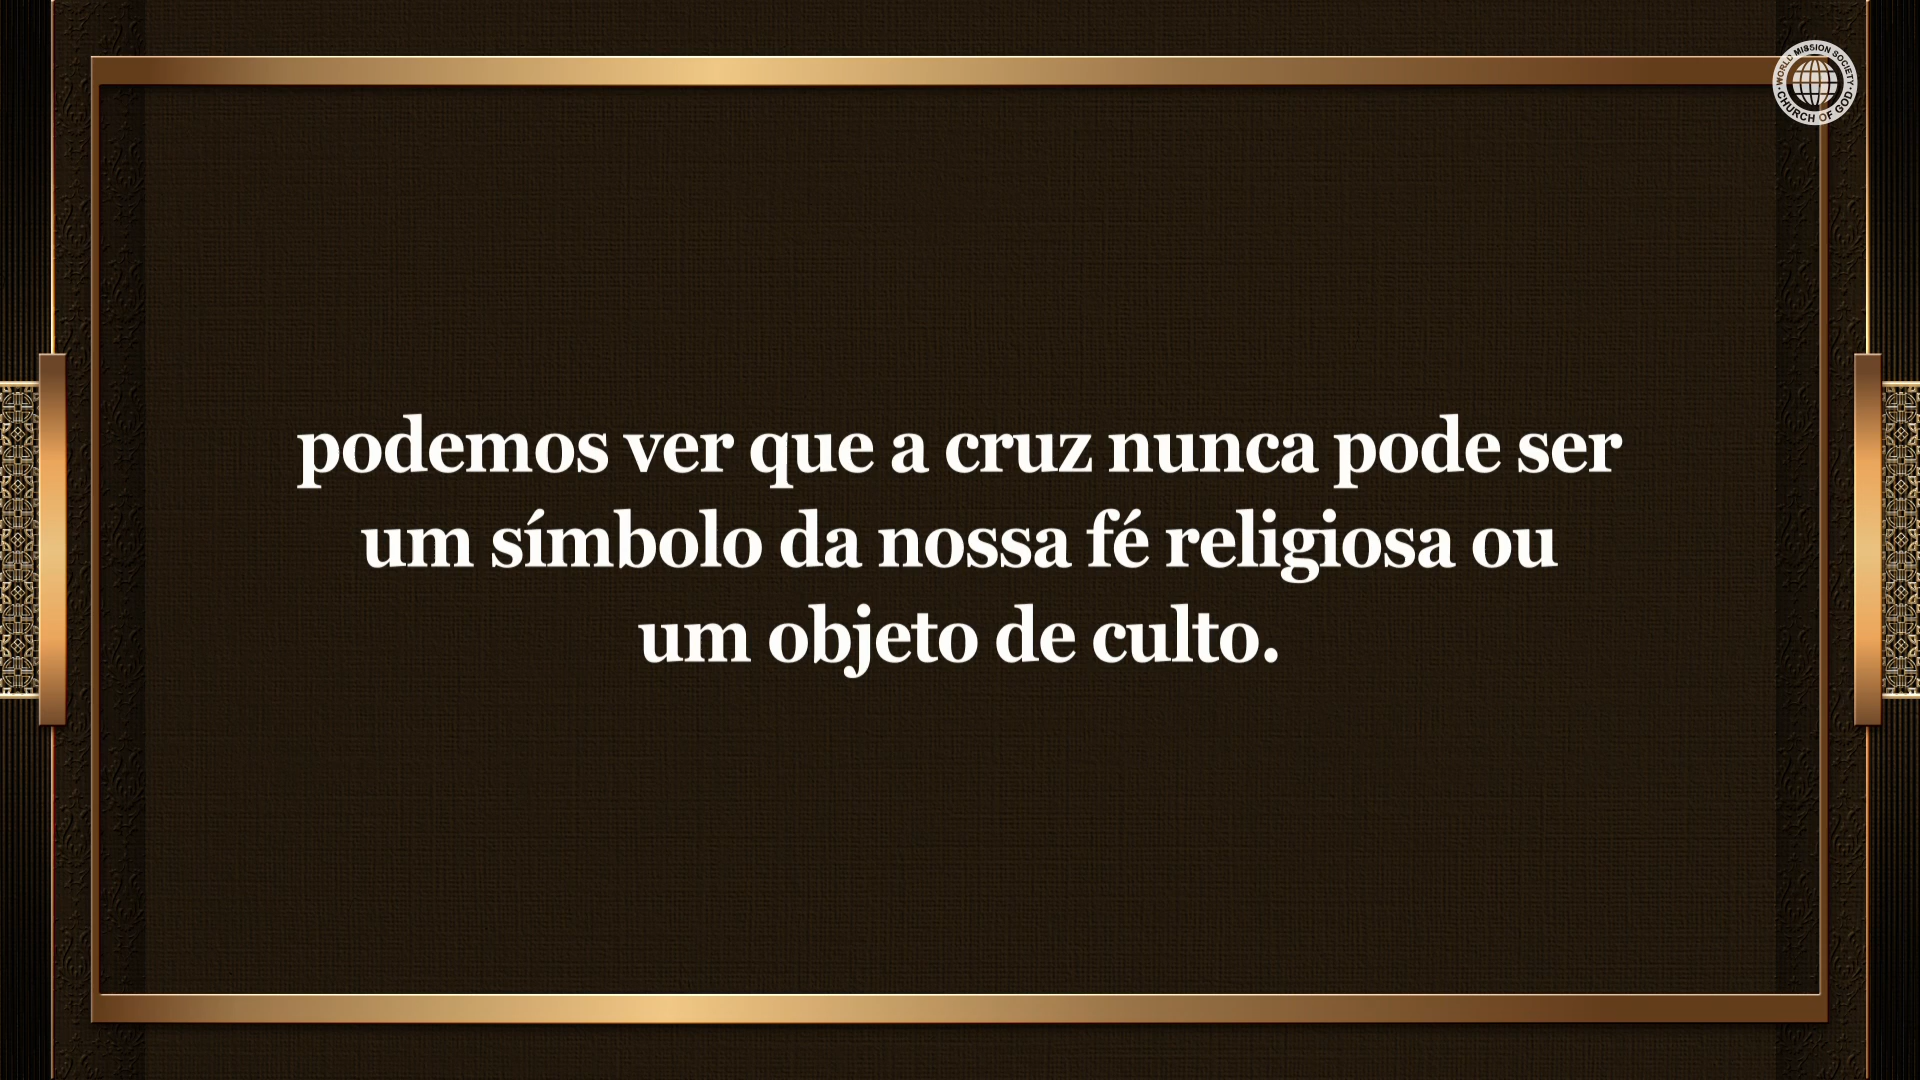 WORLD MISSION SOCIETY
CHURCH OF GOD
podemos ver que a cruz nunca pode ser
um símbolo da nossa fé religiosa ou
um objeto de culto.